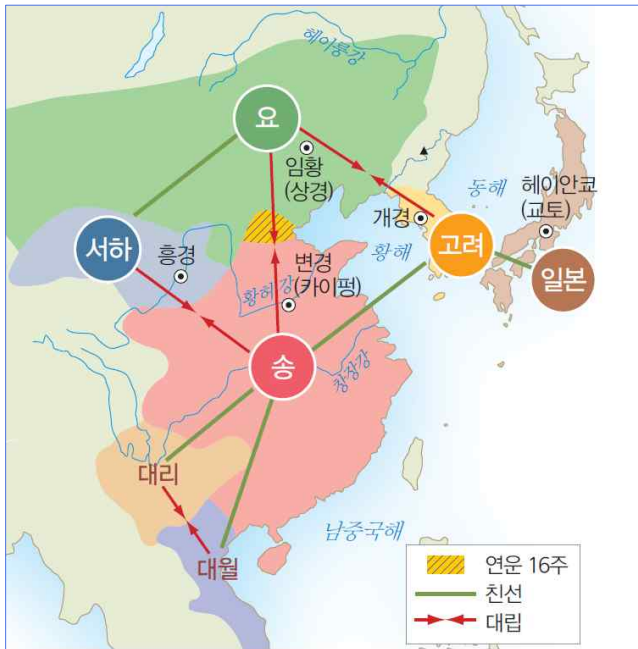 헤이룽강
요
임황
(상경)
동해
헤이안쿄
(교토)
개경
서하
흥경
변경
(카이펑)
황허강
황해
고려
일본
송
창장강
대리
대월
남중국해
연운 16주
친선
대립